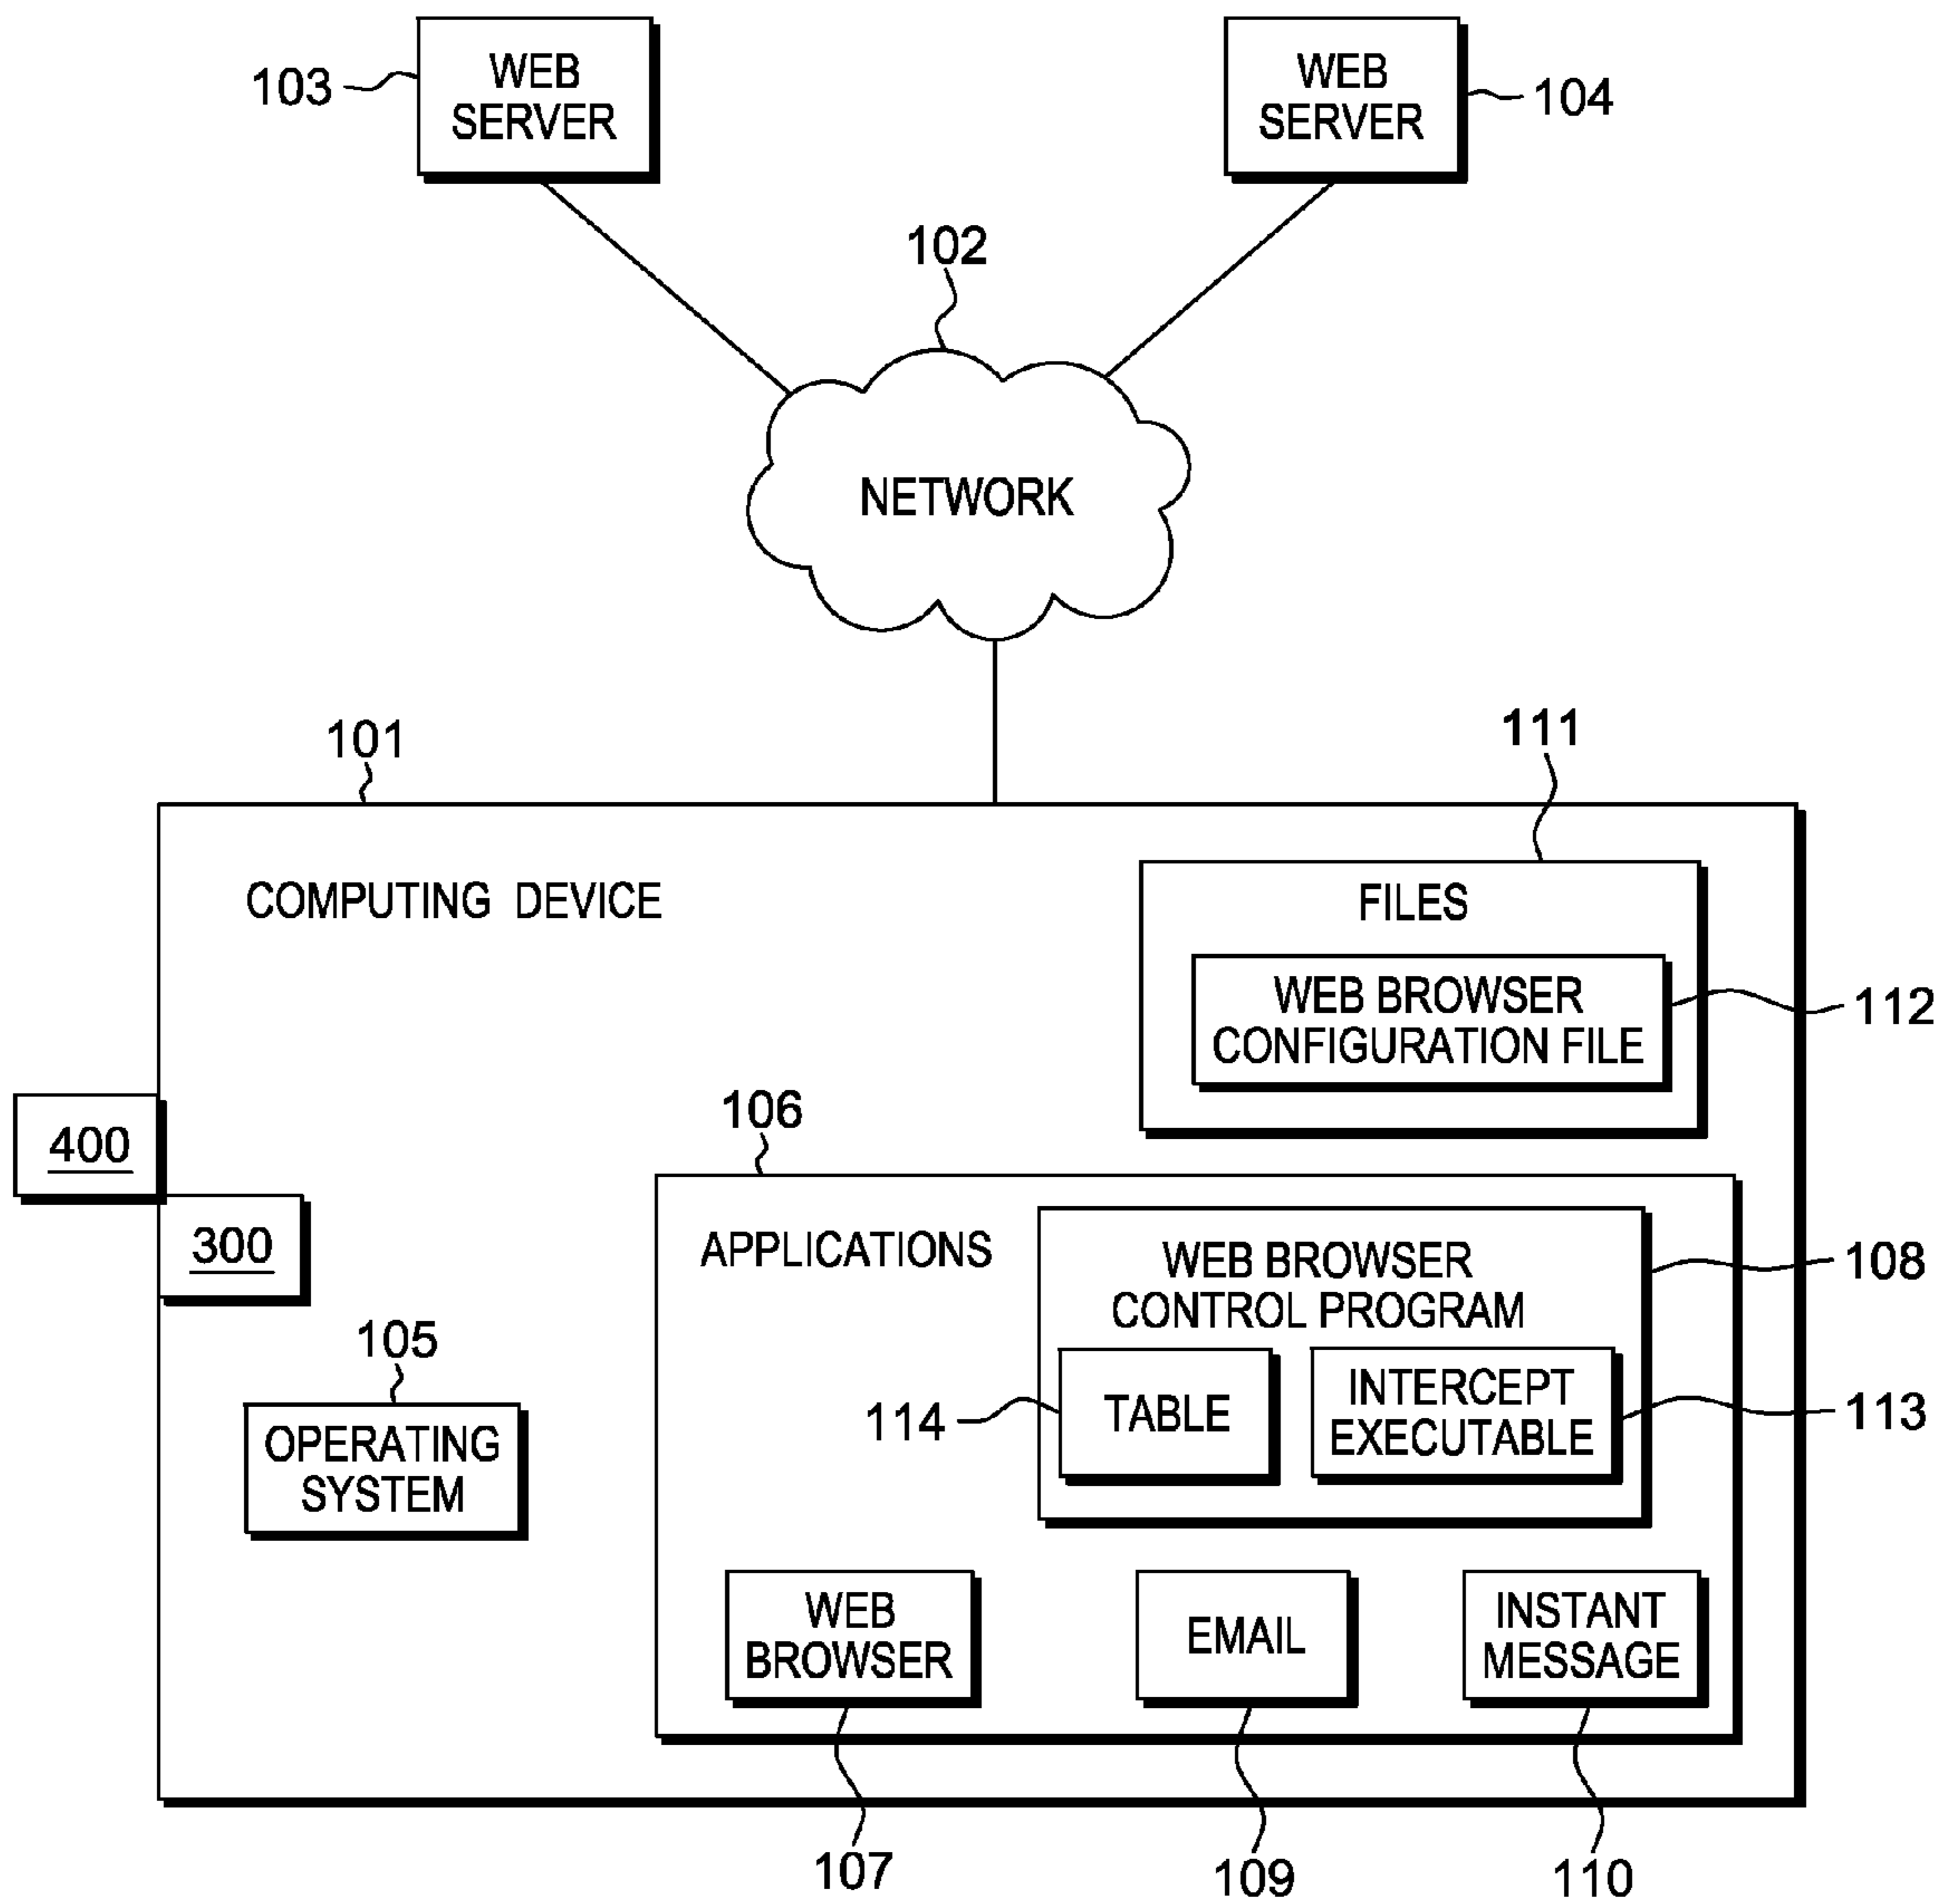 WEB
SERVER
103
WEB
SERVER
104
102
NETWORK
101
111
COMPUTING DEVICE
FILES
WEB BROWSER
CONFIGURATION FILE
112
106
400
300
APPLICATIONS
WEB BROWSER
CONTROL PROGRAM
108
105
OPERATING
SYSTEM
114
TABLE
INTERCEPT
EXECUTABLE
113
WEB
BROWSER
EMAIL
INSTANT
MESSAGE
107
109
110